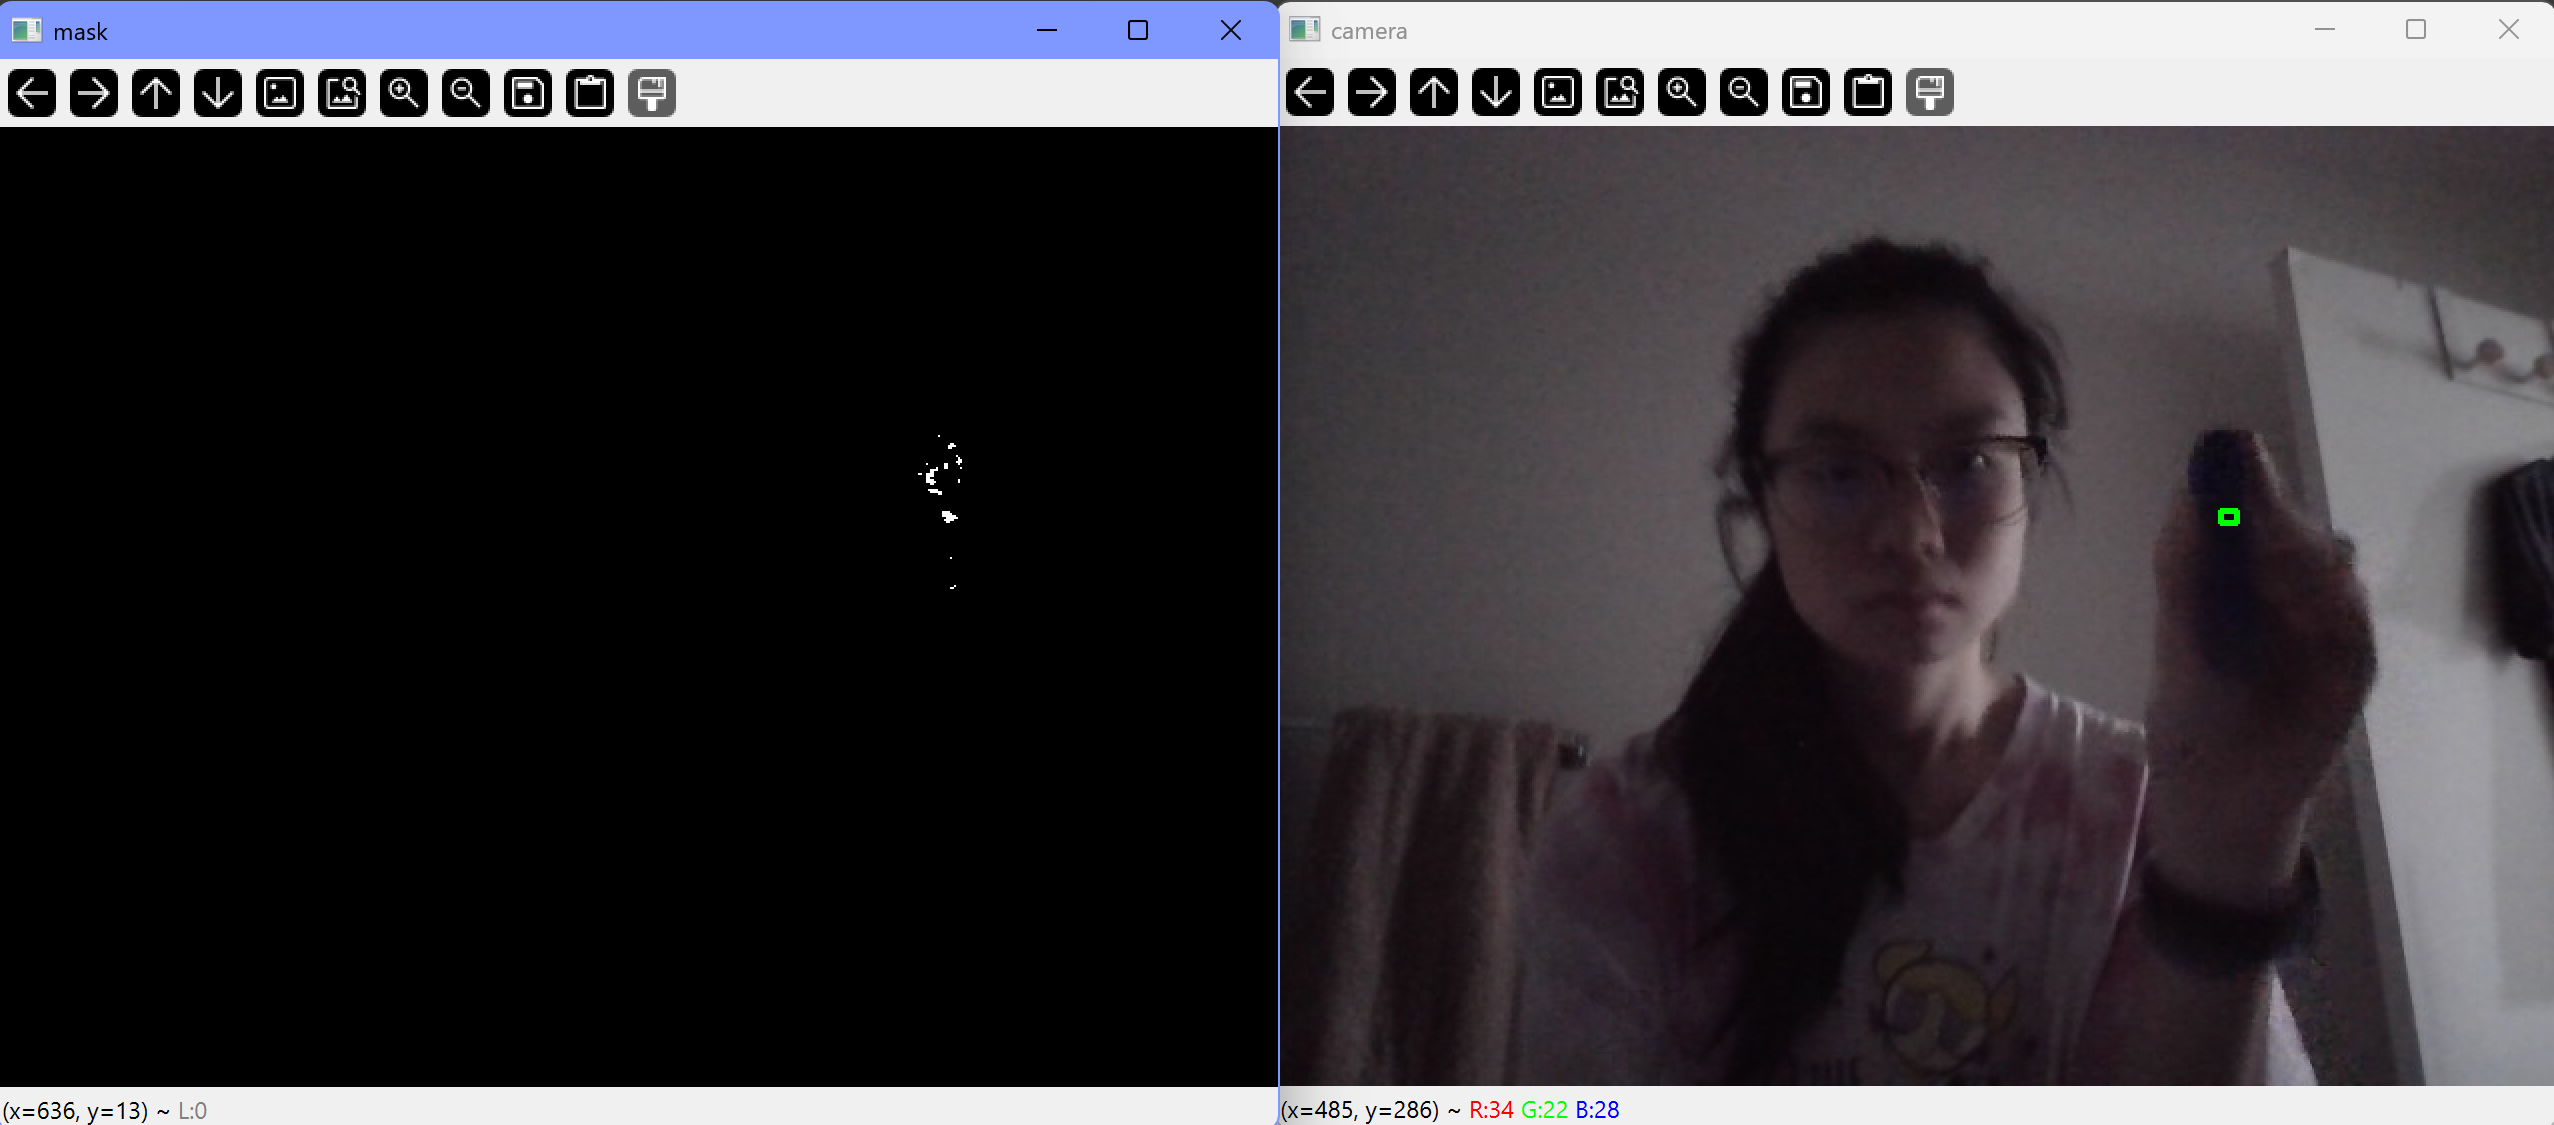 mask
camera
(x=636, y=13) ~ L:0
(x=485, y=286) ~ R:34 G:22 B:28